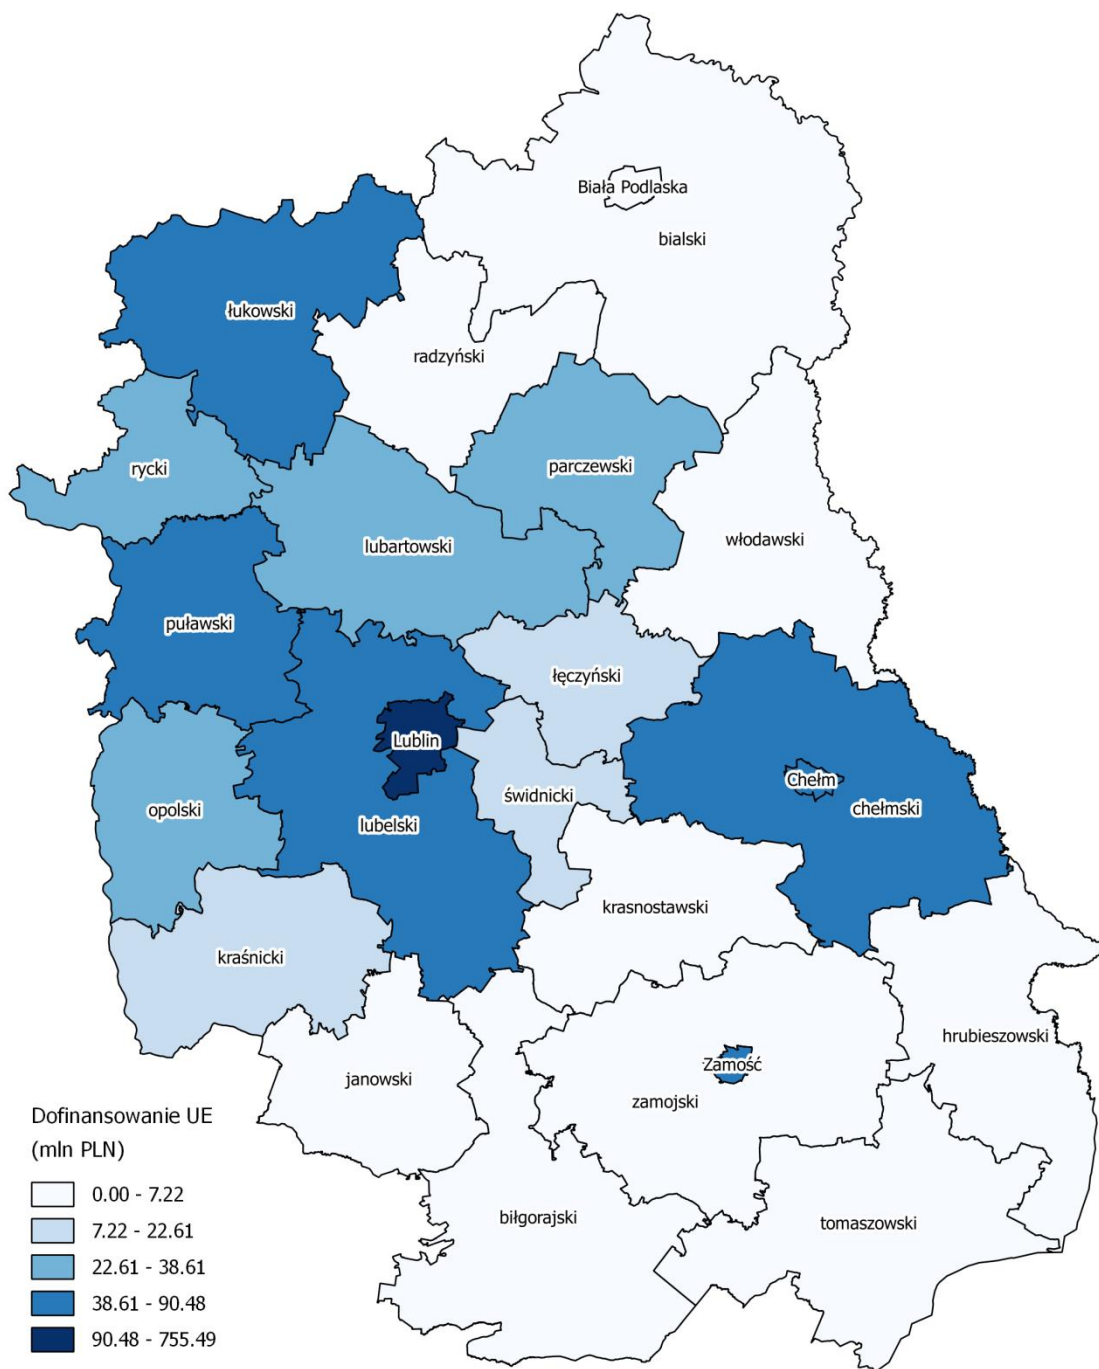 Biała Podlaska
bialski
łukowski
radzyński
rycki
parczewski
lubartowski
włodawski
puławski
łęczyński
Lublin
Chełm
opolski
lubelski
świdnicki
chełmski
krasnostawski
kraśnicki
hrubieszowski
janowski
Zamość
zamojski
biłgorajski
tomaszowski
Dofinansowanie UE
(mln PLN)
0.00 - 7.22
7.22 - 22.61
22.61 - 38.61
38.61 - 90.48
90.48 - 755.49